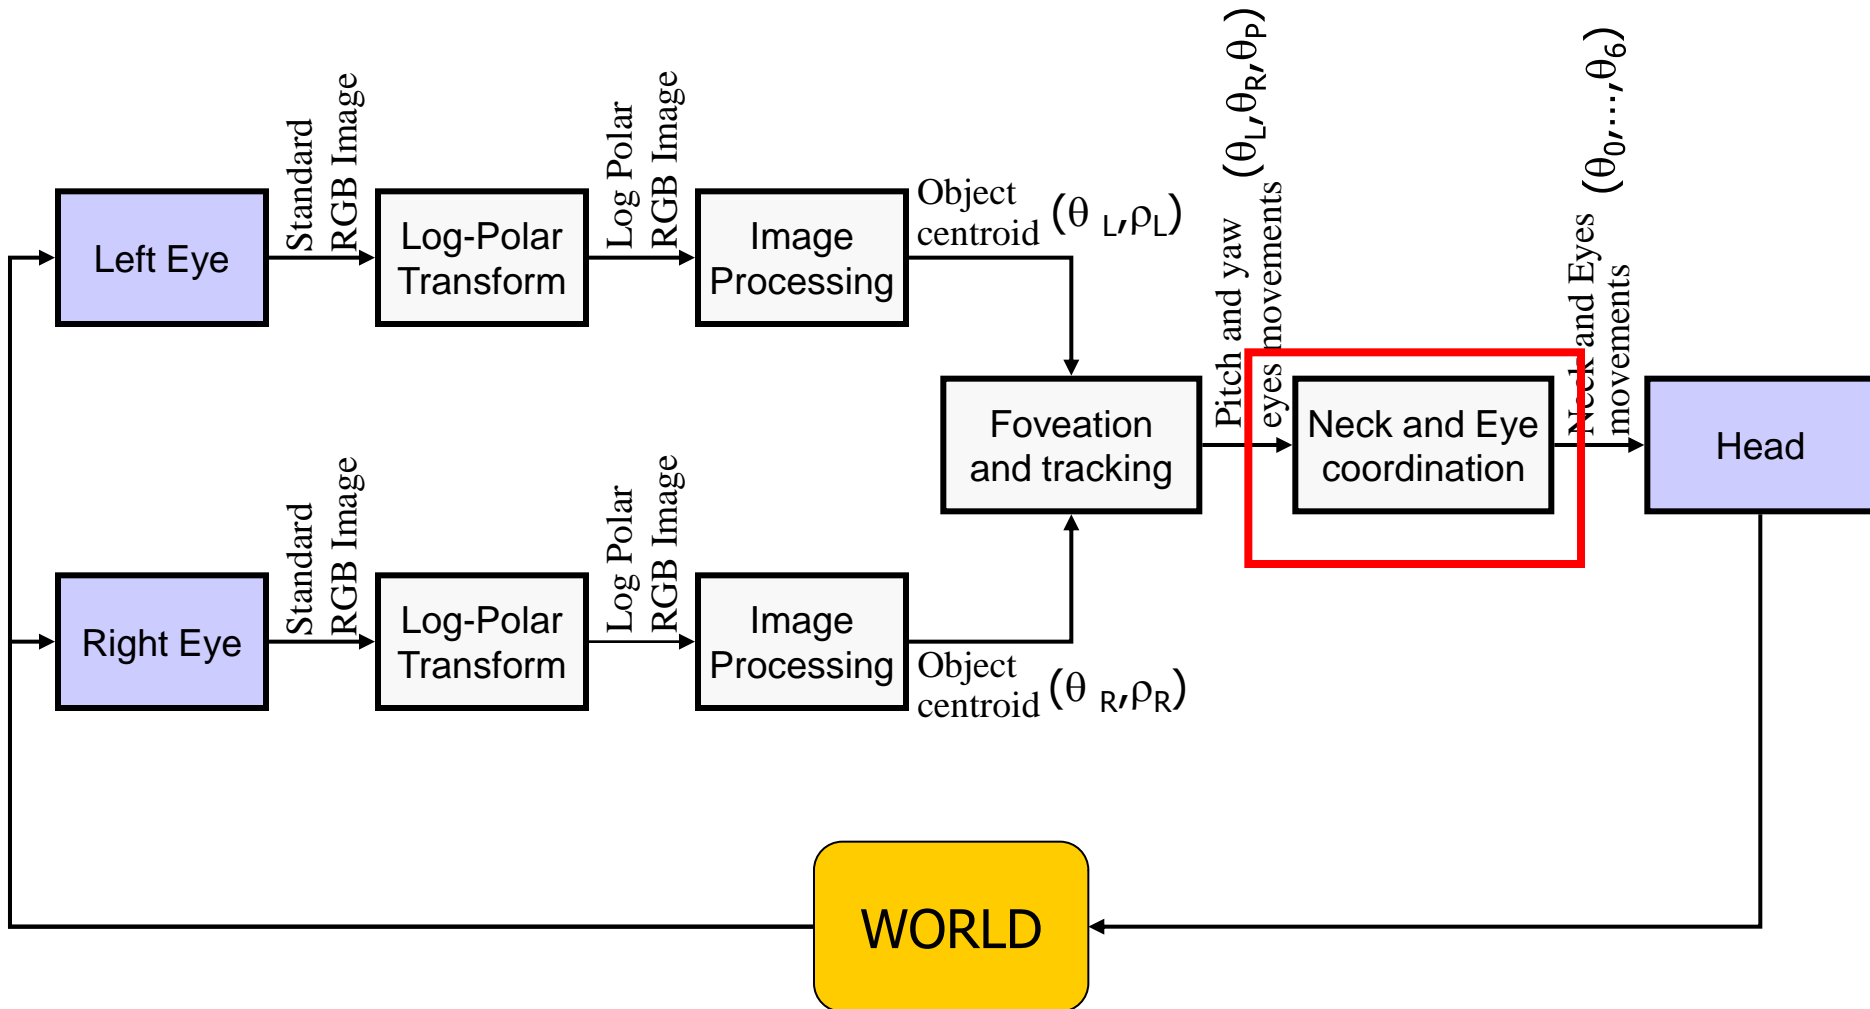 Left Eye
Standard
RGB Image
Log-Polar
Transform
Log Polar
RGB Image
Image
Processing
Object
centroid (θ L,ρL)
Pitch and yaw
eyes movements (θL,θR,θP)
Neck and Eyes
movements (θ0,...,θ6)
Foveation
and tracking
Neck and Eye
coordination
Head
Right Eye
Standard
RGB Image
Log-Polar
Transform
Log Polar
RGB Image
Image
Processing
Object
centroid (θ R,ρR)
WORLD